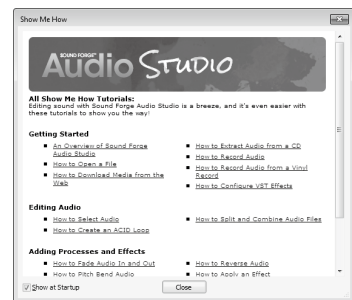 Show Me How
SOUND FORGE™
Audio STUDIO
All Show Me How Tutorials:
Editing sound with Sound Forge Audio Studio is a breeze, and it's even easier with
these tutorials to show you the way!
Getting Started
An Overview of Sound Forge
Audio Studio
How to Open a File
How to Download Media from the
Web
How to Extract Audio from a CD
How to Record Audio
How to Record Audio from a Vinyl
Record
How to Configure VST Effects
Editing Audio
How to Select Audio
How to Create an ACID Loop
How to Split and Combine Audio Files
Adding Processes and Effects
How to Fade Audio In and Out
How to Pitch Bend Audio
How to Reverse Audio
How to Apply an Effect
Show at Startup
Close